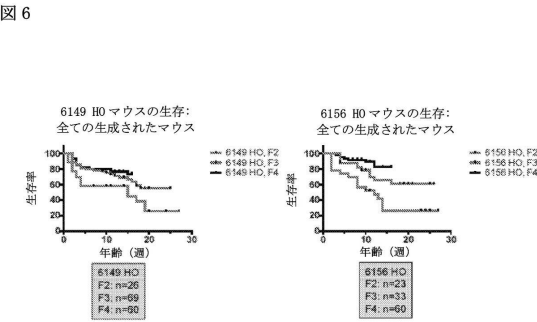 図6
6149 HO マウスの生存:
全ての生成されたマウス
生存率
100
80
60
40
20
0
0
10
20
30
年齢（週）
6149 HO, F2
6149 HO, F3
6149 HO, F4
6149 HO
F2: n=26
F3: n=69
F4: n=60
6156 HO マウスの生存:
全ての生成されたマウス
生存率
100
80
60
40
20
0
0
10
20
30
年齢（週）
6156 HO, F2
6156 HO, F3
6156 HO, F4
6156 HO
F2: n=23
F3: n=33
F4: n=60